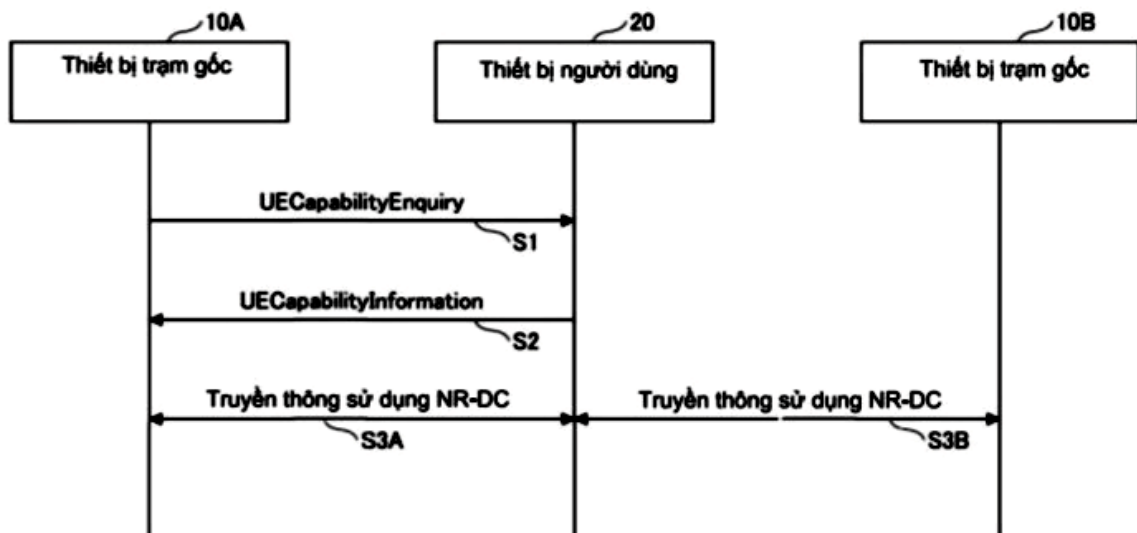 10A
20
10B
Thiết bị trạm gốc
Thiết bị người dùng
Thiết bị trạm gốc
UECapabilityEnquiry
S1
UECapabilityInformation
S2
Truyền thông sử dụng NR-DC
Truyền thông sử dụng NR-DC
S3A
S3B